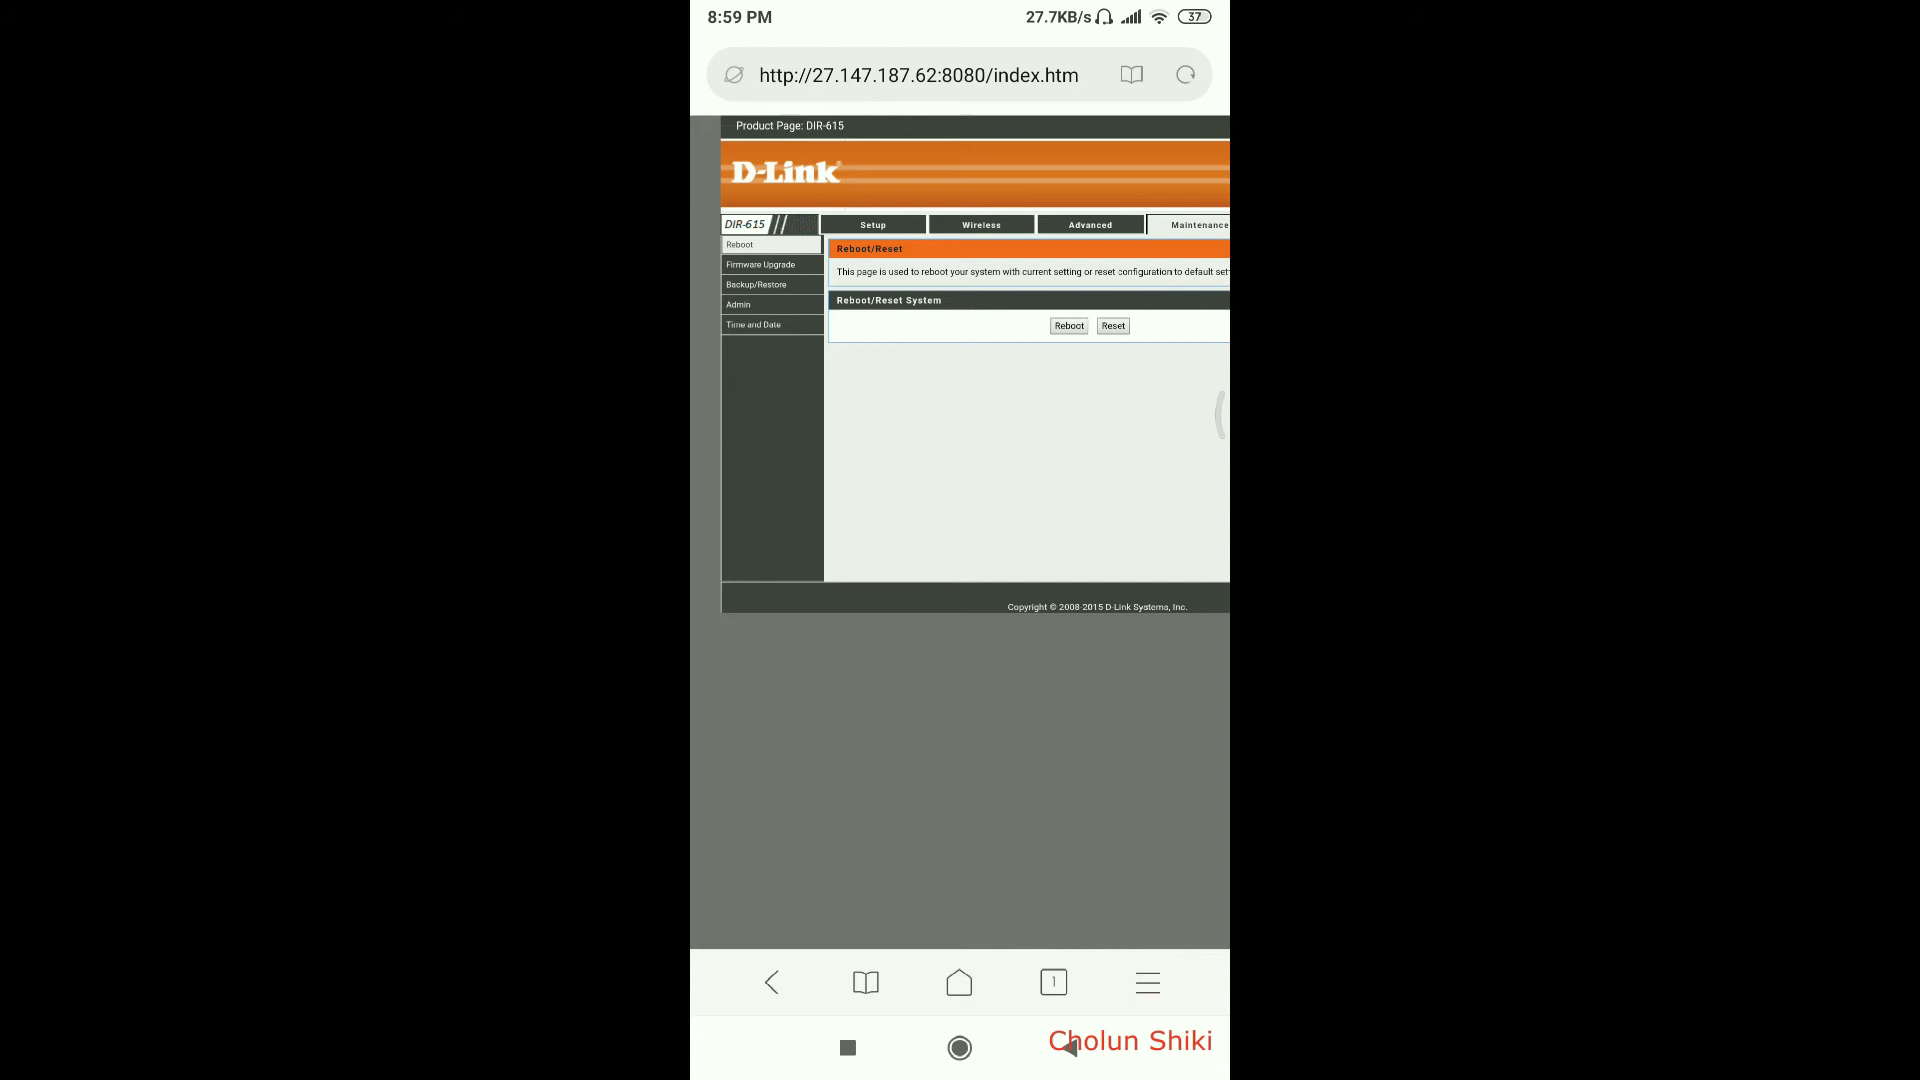 8:59 PM
27.7KB/s
37
http://27.147.187.62:8080/index.htm
Product Page: DIR-615
D-Link
DIR-615
Setup
Wireless
Advanced
Maintenance
Reboot
Firmware Upgrade
Backup/Restore
Admin
Time and Date
Reboot/Reset
This page is used to reboot your system with current setting or reset configuration to default set
Reboot/Reset System
Reboot
Reset
Copyright © 2008-2015 D-Link Systems, Inc.
1
Cholun Shiki